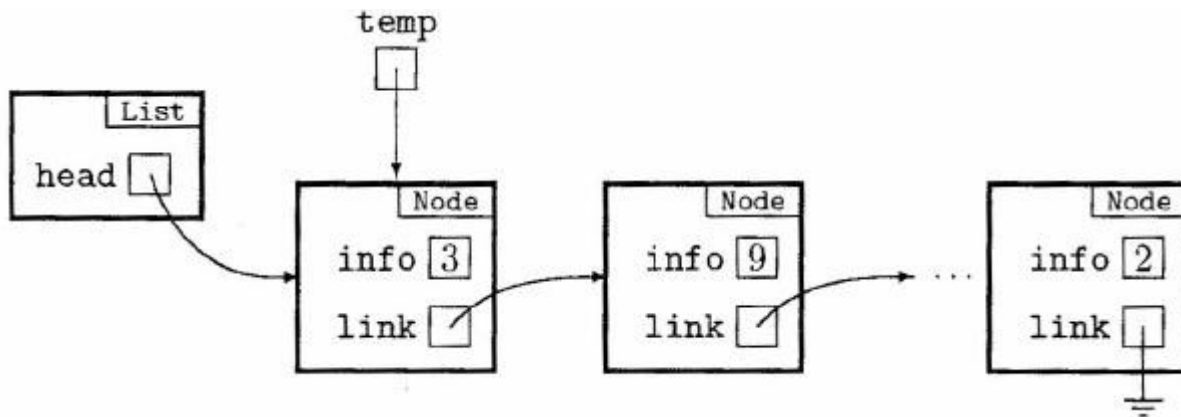 temp
List
head
Node
Node
Node
info 3
info 9
...
info 2
link
link
link